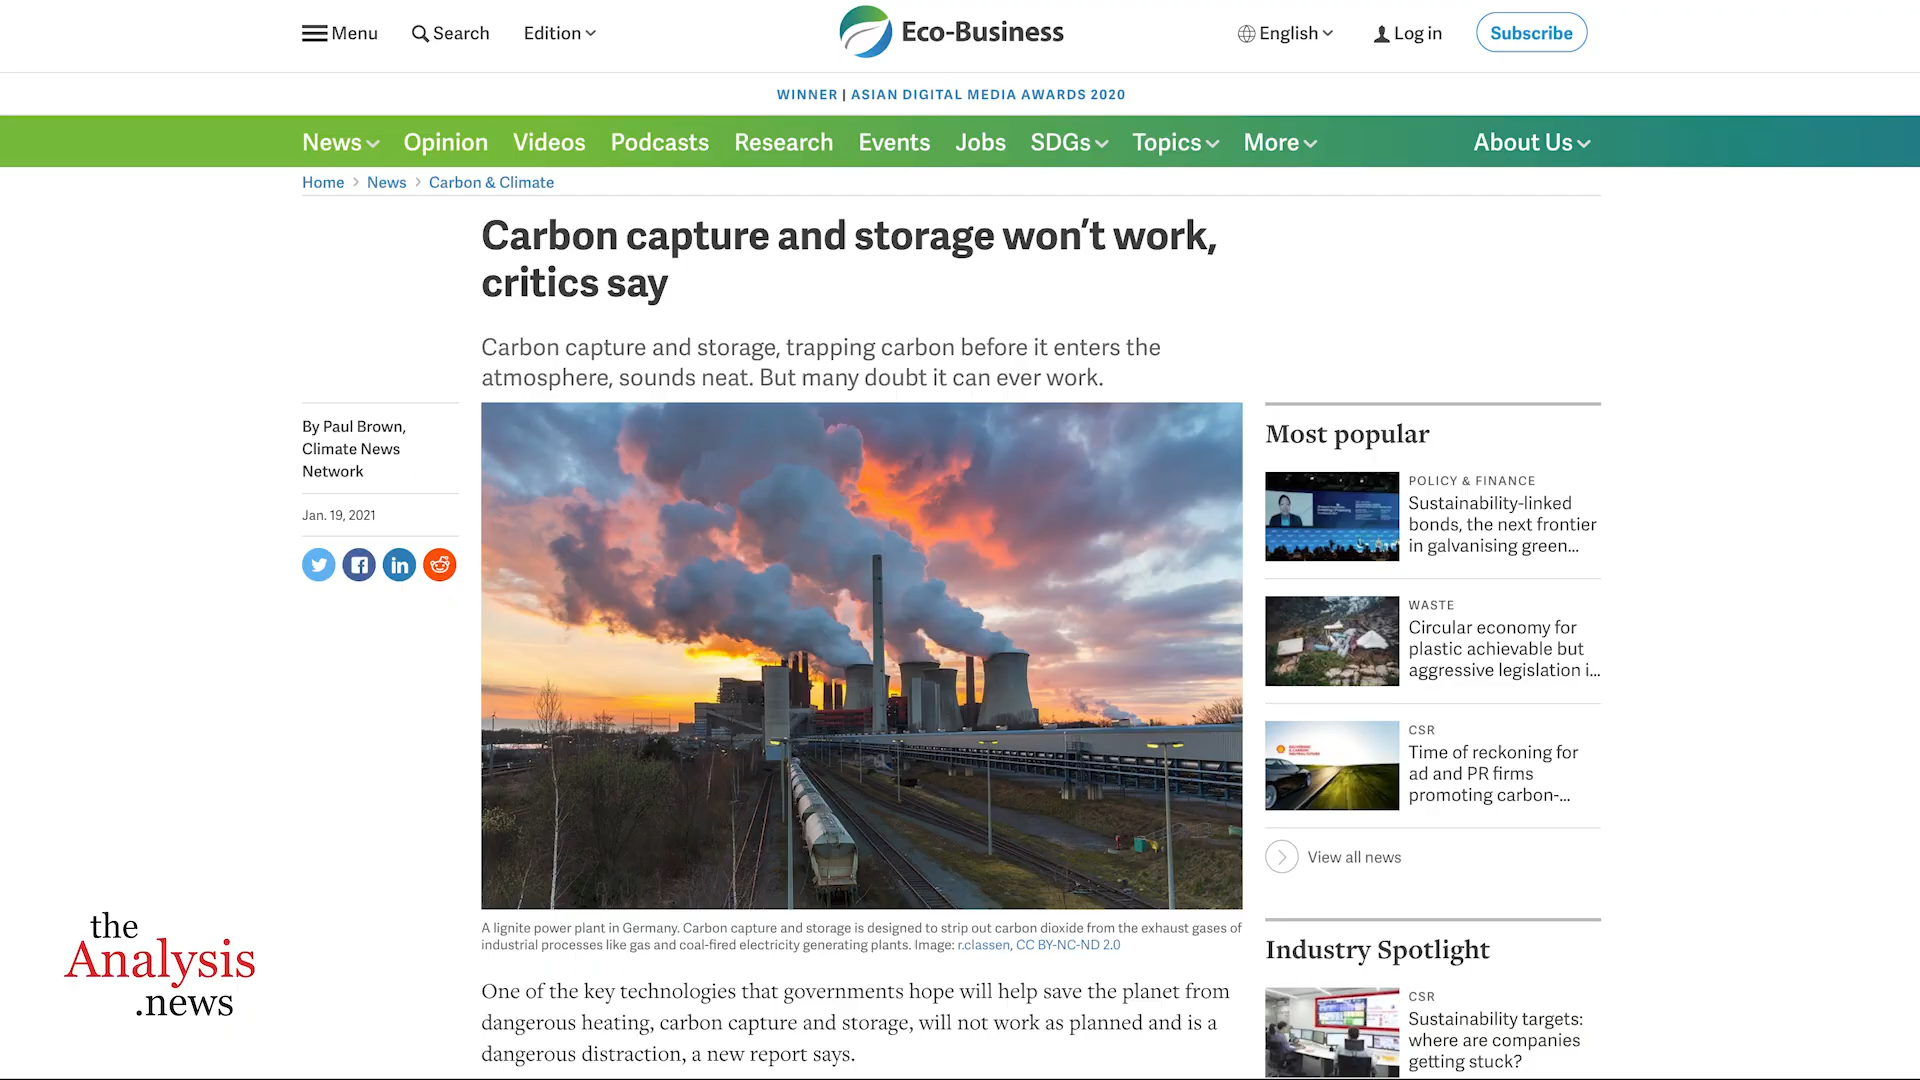 Menu
Search
Edition
Eco-Business
English
Log in
Subscribe
WINNER | ASIAN DIGITAL MEDIA AWARDS 2020
News
Opinion
Videos
Podcasts
Research
Events
Jobs
SDGs
Topics
More
About Us
Home > News > Carbon & Climate
Carbon capture and storage won't work,
critics say
Carbon capture and storage, trapping carbon before it enters the
atmosphere, sounds neat. But many doubt it can ever work.
By Paul Brown,
Climate News
Network
Jan. 19, 2021
A lignite power plant in Germany. Carbon capture and storage is designed to strip out carbon dioxide from the exhaust gases of
industrial processes like gas and coal-fired electricity generating plants. Image: r.classen, CC BY-NC-ND 2.0
One of the key technologies that governments hope will help save the planet from
dangerous heating, carbon capture and storage, will not work as planned and is a
dangerous distraction, a new report says.
Most popular
POLICY & FINANCE
Sustainability-linked
bonds, the next frontier
in galvanising green...
WASTE
Circular economy for
plastic achievable but
aggressive legislation i...
CSR
Time of reckoning for
ad and PR firms
promoting carbon-...
View all news
Industry Spotlight
CSR
Sustainability targets:
where are companies
getting stuck?
the
Analysis
.news